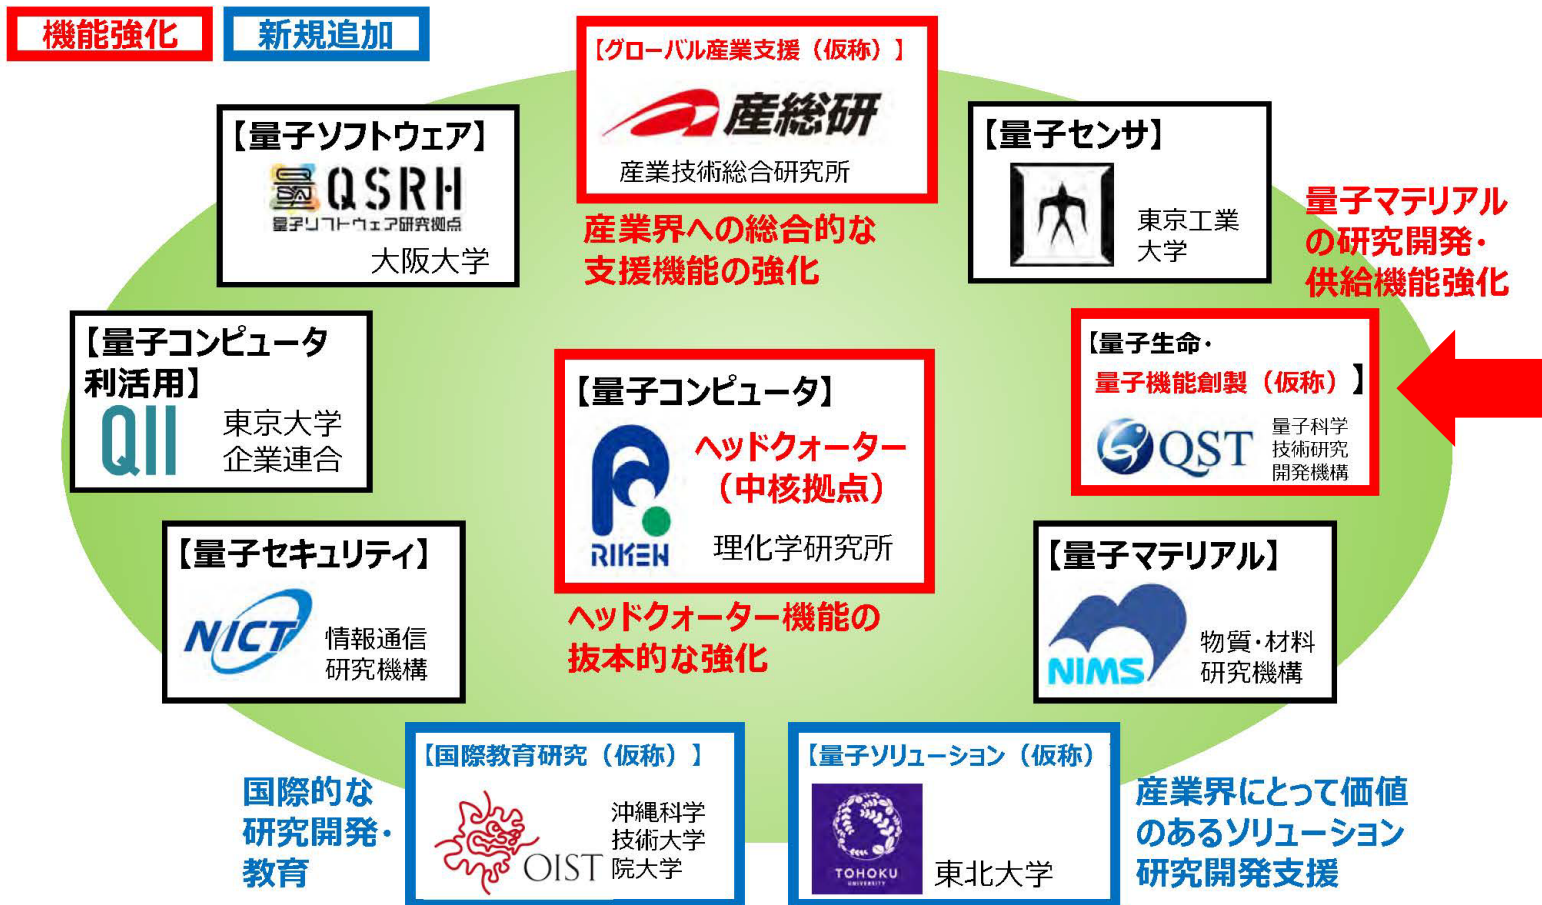 機能強化
新規追加
【グローバル産業支援（仮称）】
産総研
産業技術総合研究所
産業界への総合的な
支援機能の強化
【量子ソフトウェア】
QSRH
量子ソフトウェア研究拠点
大阪大学
【量子センサ】
東京工業
大学
量子マテリアル
の研究開発・
供給機能強化
【量子コンピュータ
利活用】
QII
東京大学
企業連合
【量子コンピュータ】
ヘッドクォーター
（中核拠点）
RIKEN
理化学研究所
ヘッドクォーター機能の
抜本的な強化
【量子生命・
量子機能創製（仮称）】
QST
量子科学
技術研究
開発機構
【量子セキュリティ】
NICT
情報通信
研究機構
【量子マテリアル】
NIMS
物質・材料
研究機構
【国際教育研究（仮称）】
OIST
沖縄科学
技術大学
院大学
国際的な
研究開発・
教育
【量子ソリューション（仮称）】
TOHOKU
UNIVERSITY
東北大学
産業界にとって価値
のあるソリューション
研究開発支援